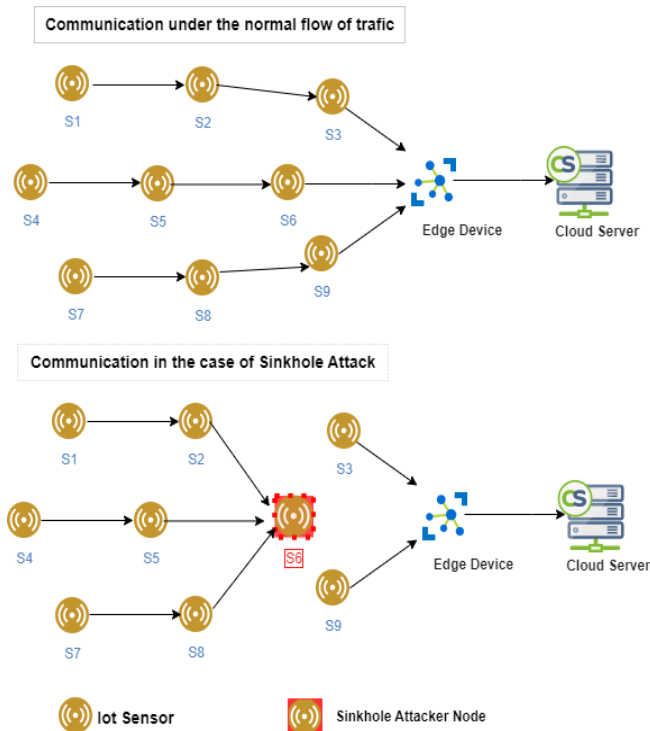 Communication under the normal flow of trafic
S1
S2
S3
S4
S5
S6
CS
Edge Device
Cloud Server
S7
S8
S9
Communication in the case of Sinkhole Attack
S1
S2
S3
S4
S5
S6
CS
Edge Device
Cloud Server
S7
S8
S9
Iot Sensor
Sinkhole Attacker Node